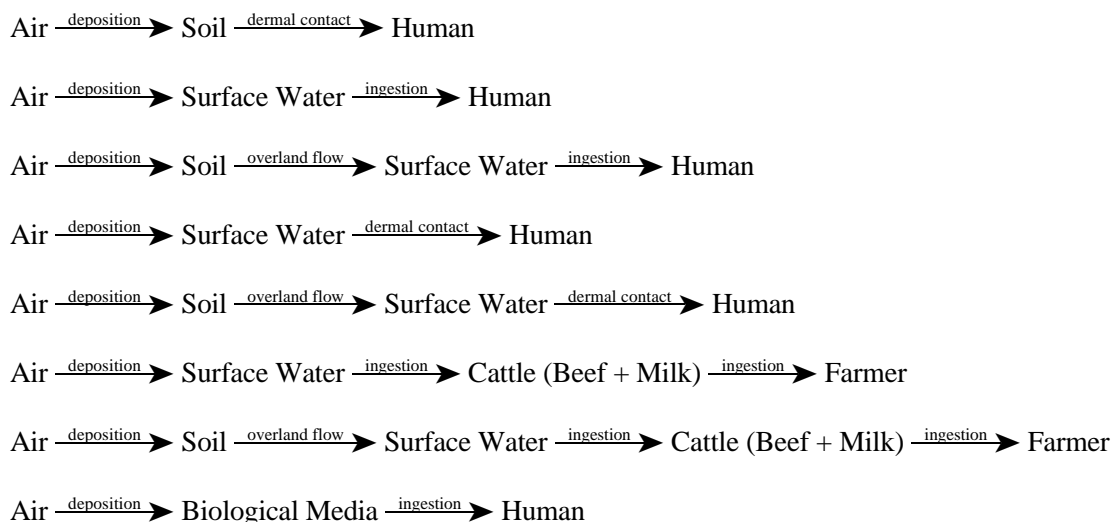 Air deposition Soil dermal contact Human
Air deposition Surface Water ingestion Human
Air deposition Soil overland flow Surface Water ingestion Human
Air deposition Surface Water dermal contact Human
Air deposition Soil overland flow Surface Water dermal contact Human
Air deposition Surface Water ingestion Cattle (Beef + Milk) ingestion Farmer
Air deposition Soil overland flow Surface Water ingestion Cattle (Beef + Milk) ingestion Farmer
Air deposition Biological Media ingestion Human